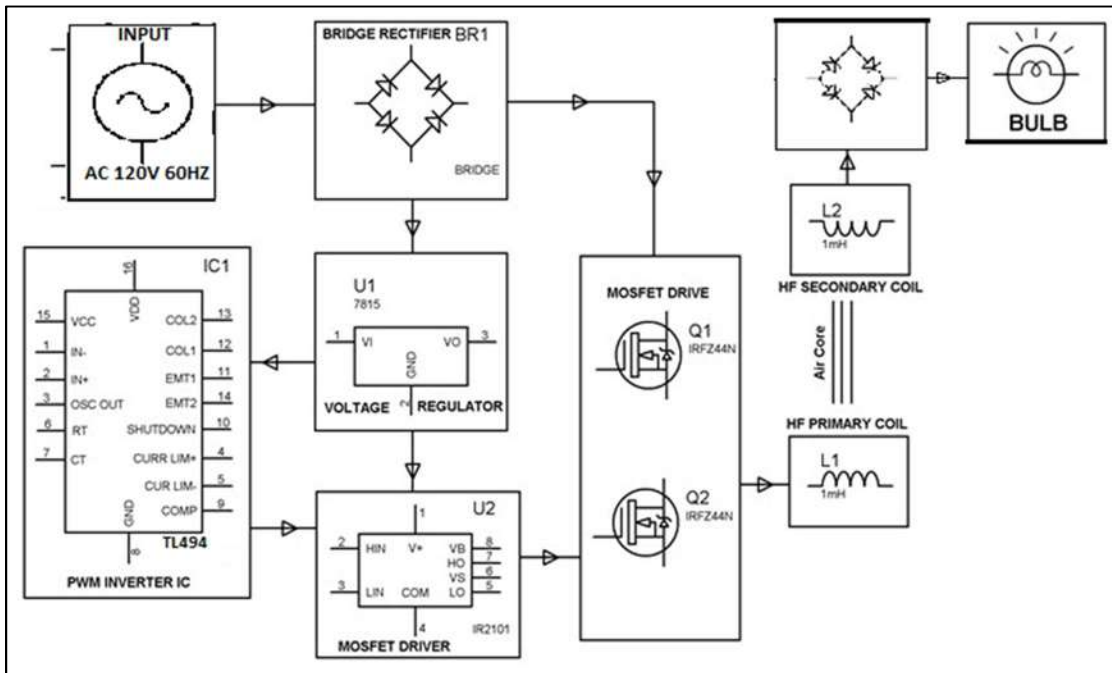 INPUT
AC 120V 60HZ
BRIDGE RECTIFIER BR1
BRIDGE
BULB
L2
1mH
HF SECONDARY COIL
Air Core
HF PRIMARY COIL
L1
1mH
IC1
16
VDD
15 VCC
1 IN-
2 IN+
3 OSC OUT
6 RT
7 CT
COL2 13
COL1 12
EMT1 11
EMT2 14
SHUTDOWN 10
CURR LIM+ 4
CUR LIM- 5
COMP 9
GND
8
TL494
PWM INVERTER IC
U1
7815
1 VI VO 3
GND
2
VOLTAGE REGULATOR
U2
1
V+
2 HIN
3 LIN
VB 8
HO 7
VS 6
LO 5
COM
4
IR2101
MOSFET DRIVER
MOSFET DRIVE
Q1
IRFZ44N
Q2
IRFZ44N